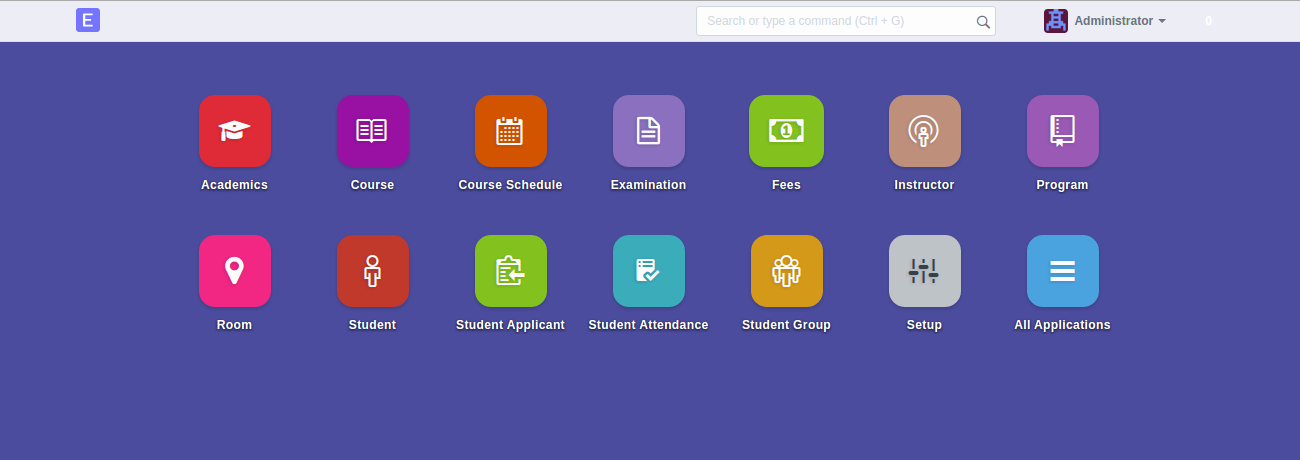 E
Search or type a command (Ctrl + G)
Administrator
0
Academics
Course
Course Schedule
Examination
1
Fees
Instructor
Program
Room
Student
Student Applicant
Student Attendance
Student Group
Setup
All Applications